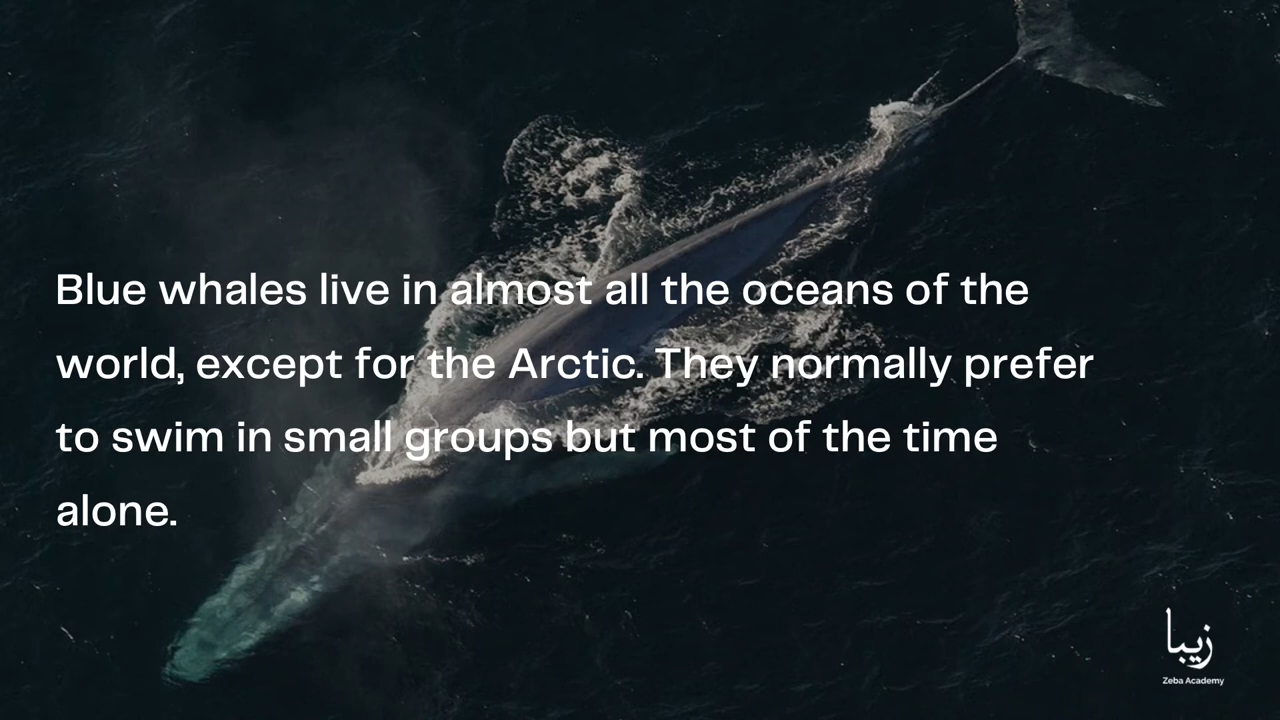 Blue whales live in almost all the oceans of the
world, except for the Arctic. They normally prefer
to swim in small groups but most of the time
alone.
زیبا
Zeba Academy